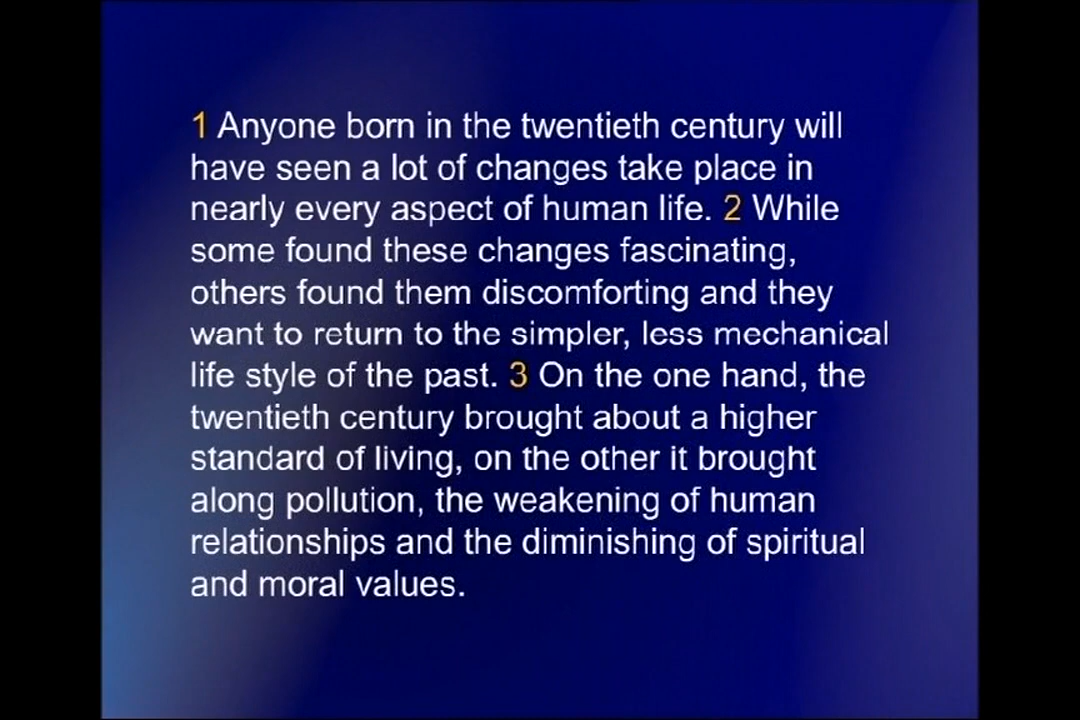 1 Anyone born in the twentieth century will
have seen a lot of changes take place in
nearly every aspect of human life. 2 While
some found these changes fascinating,
others found them discomforting and they
want to return to the simpler, less mechanical
life style of the past. 3 On the one hand, the
twentieth century brought about a higher
standard of living, on the other it brought
along pollution, the weakening of human
relationships and the diminishing of spiritual
and moral values.